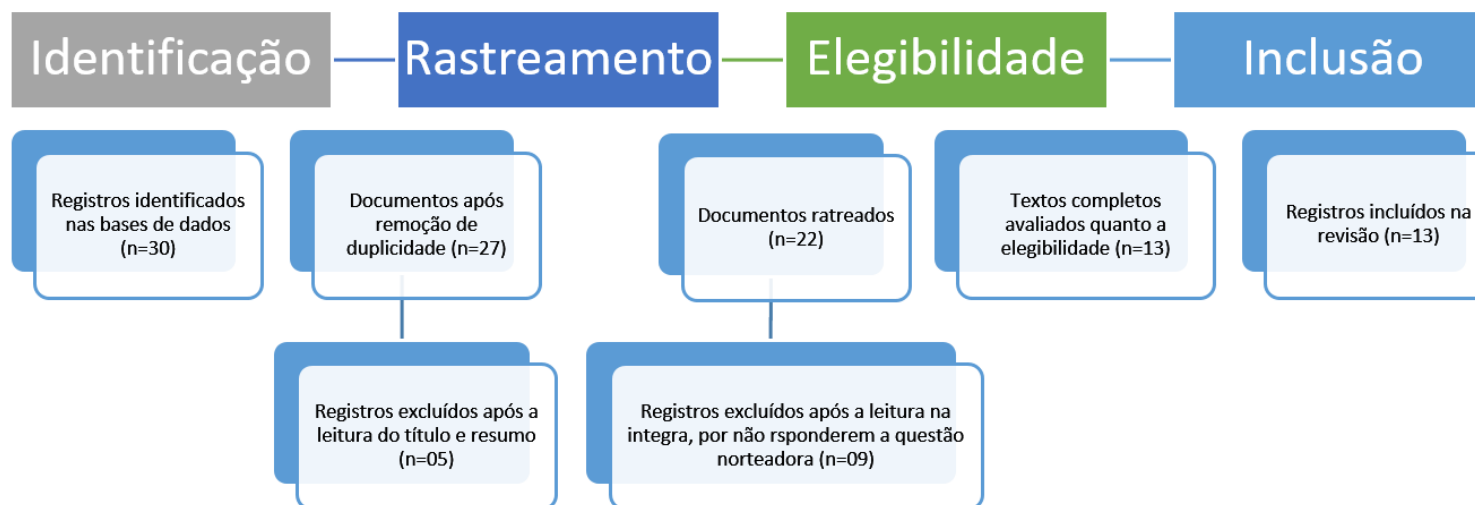 Identificação
Rastreamento
Elegibilidade
Inclusão
Registros identificados
nas bases de dados
(n=30)
Documentos após
remoção de
duplicidade (n=27)
Documentos ratreados
(n=22)
Textos completos
avaliados quanto a
elegibilidade (n=13)
Registros incluídos na
revisão (n=13)
Registros excluídos após a
leitura do título e resumo
(n=05)
Registros excluídos após a leitura na
integra, por não rsponderem a questão
norteadora (n=09)